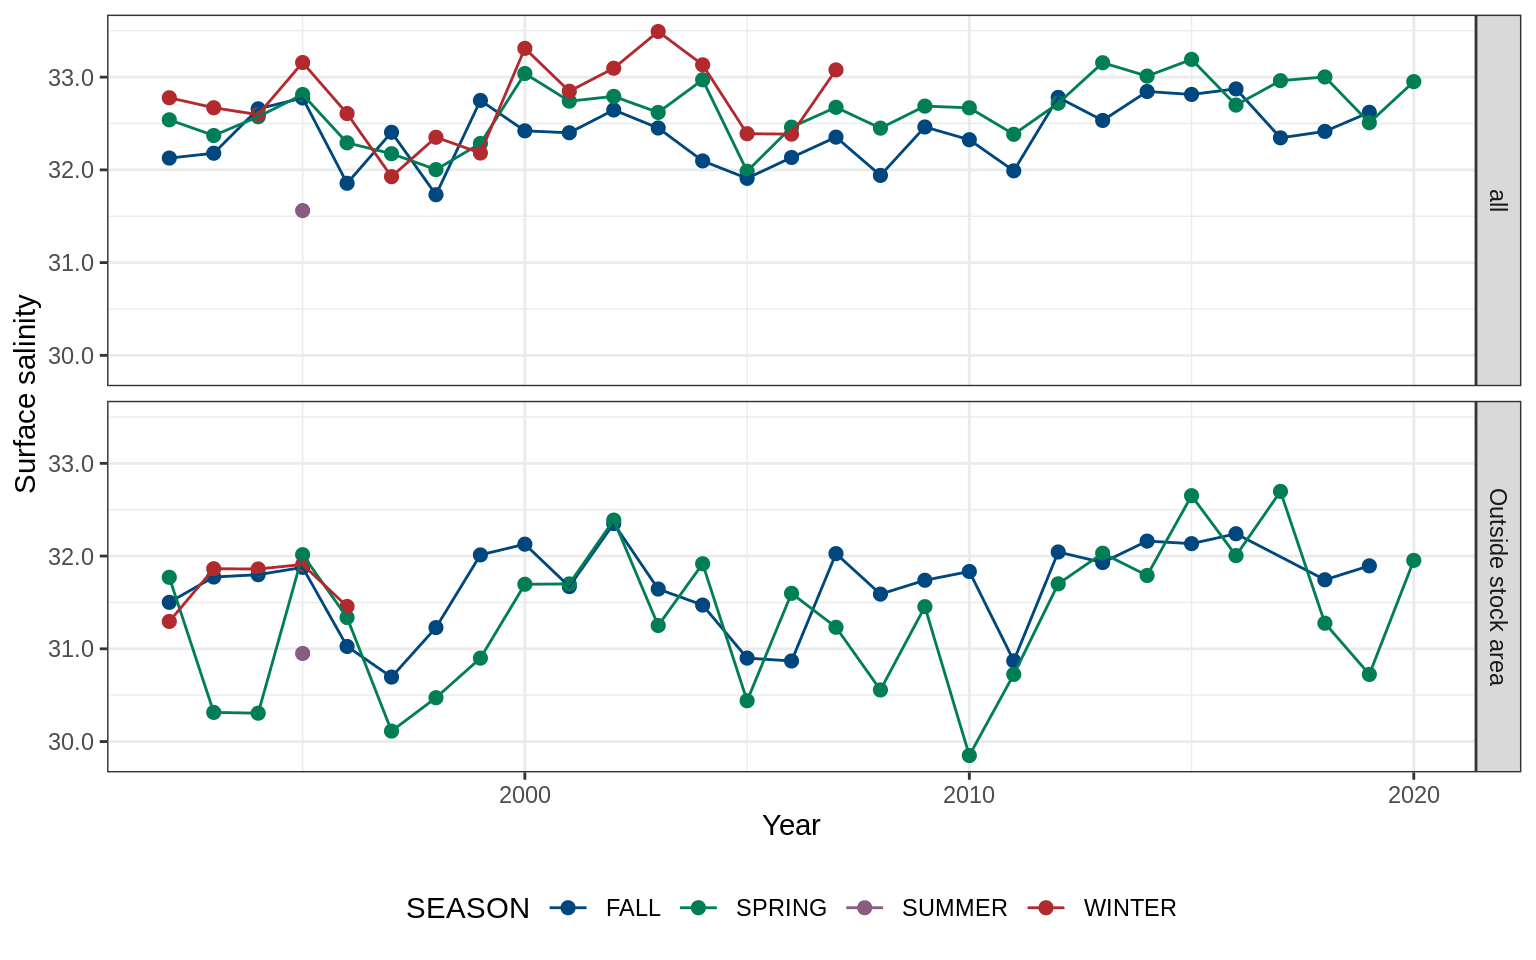 Surface salinity
33.0
32.0
31.0
30.0
all
33.0
32.0
31.0
30.0
Outside stock area
2000 2010 2020
Year
SEASON FALL SPRING SUMMER WINTER